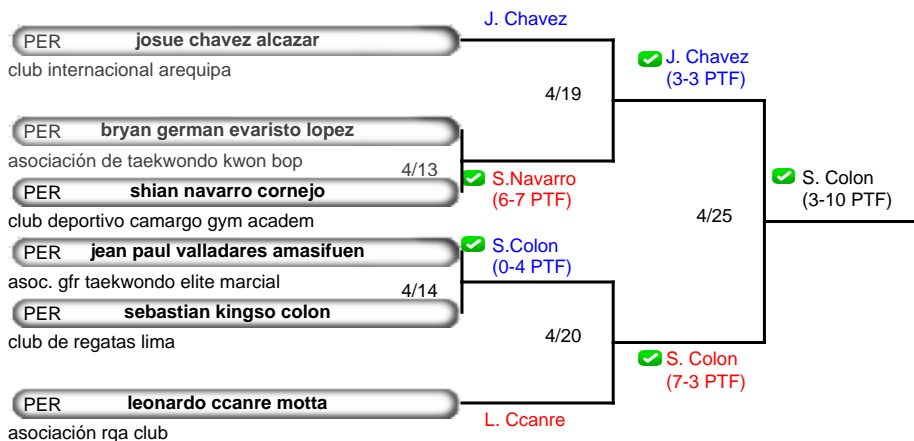 J. Chavez
PER josue chavez alcazar
club internacional arequipa
J. Chavez
(3-3 PTF)
4/19
PER bryan german evaristo lopez
asociación de taekwondo kwon bop
4/13
S.Navarro
(6-7 PTF)
PER shian navarro cornejo
club deportivo camargo gym academ
S. Colon
(3-10 PTF)
4/25
PER jean paul valladares amasifuen
asoc. gfr taekwondo elite marcial
S.Colon
(0-4 PTF)
4/14
PER sebastian kingso colon
club de regatas lima
4/20
S. Colon
(7-3 PTF)
PER leonardo ccanre motta
asociación rqa club
L. Ccanre